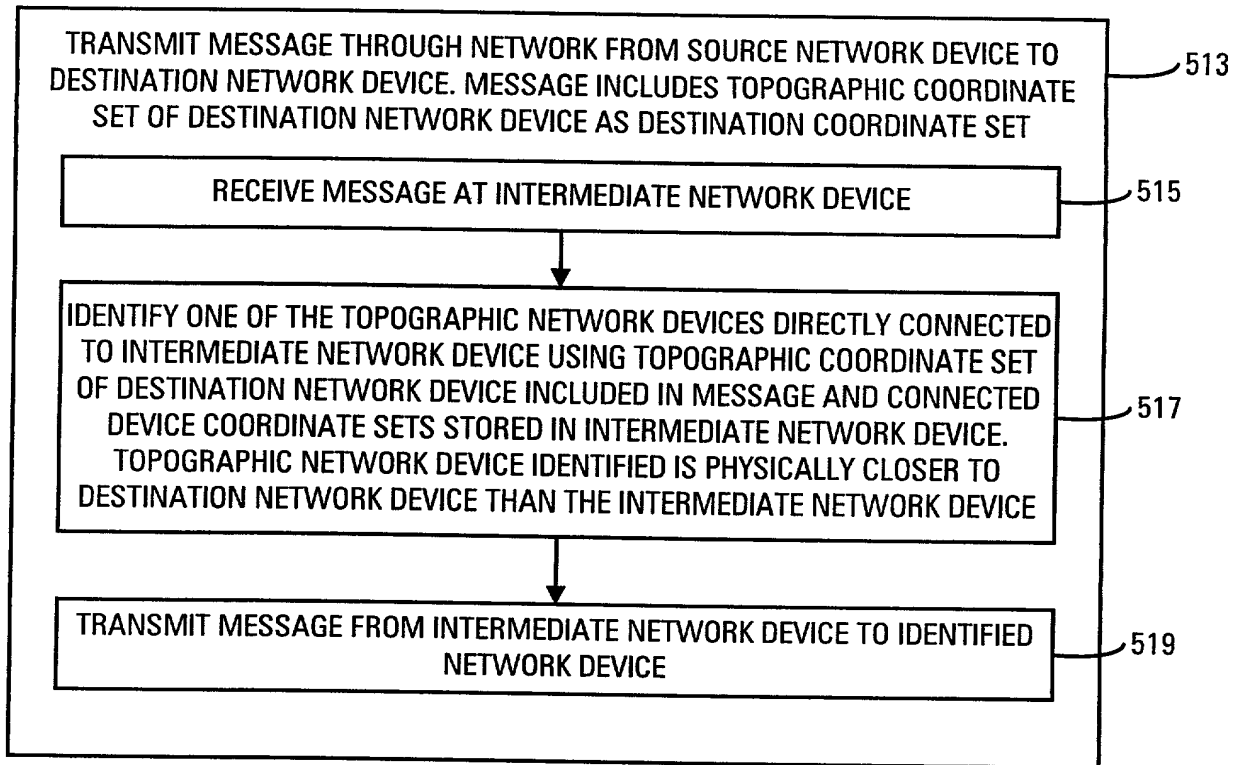 TRANSMIT MESSAGE THROUGH NETWORK FROM SOURCE NETWORK DEVICE TO
DESTINATION NETWORK DEVICE. MESSAGE INCLUDES TOPOGRAPHIC COORDINATE
SET OF DESTINATION NETWORK DEVICE AS DESTINATION COORDINATE SET
513
RECEIVE MESSAGE AT INTERMEDIATE NETWORK DEVICE
515
IDENTIFY ONE OF THE TOPOGRAPHIC NETWORK DEVICES DIRECTLY CONNECTED
TO INTERMEDIATE NETWORK DEVICE USING TOPOGRAPHIC COORDINATE SET
OF DESTINATION NETWORK DEVICE INCLUDED IN MESSAGE AND CONNECTED
DEVICE COORDINATE SETS STORED IN INTERMEDIATE NETWORK DEVICE.
TOPOGRAPHIC NETWORK DEVICE IDENTIFIED IS PHYSICALLY CLOSER TO
DESTINATION NETWORK DEVICE THAN THE INTERMEDIATE NETWORK DEVICE
517
TRANSMIT MESSAGE FROM INTERMEDIATE NETWORK DEVICE TO IDENTIFIED
NETWORK DEVICE
519